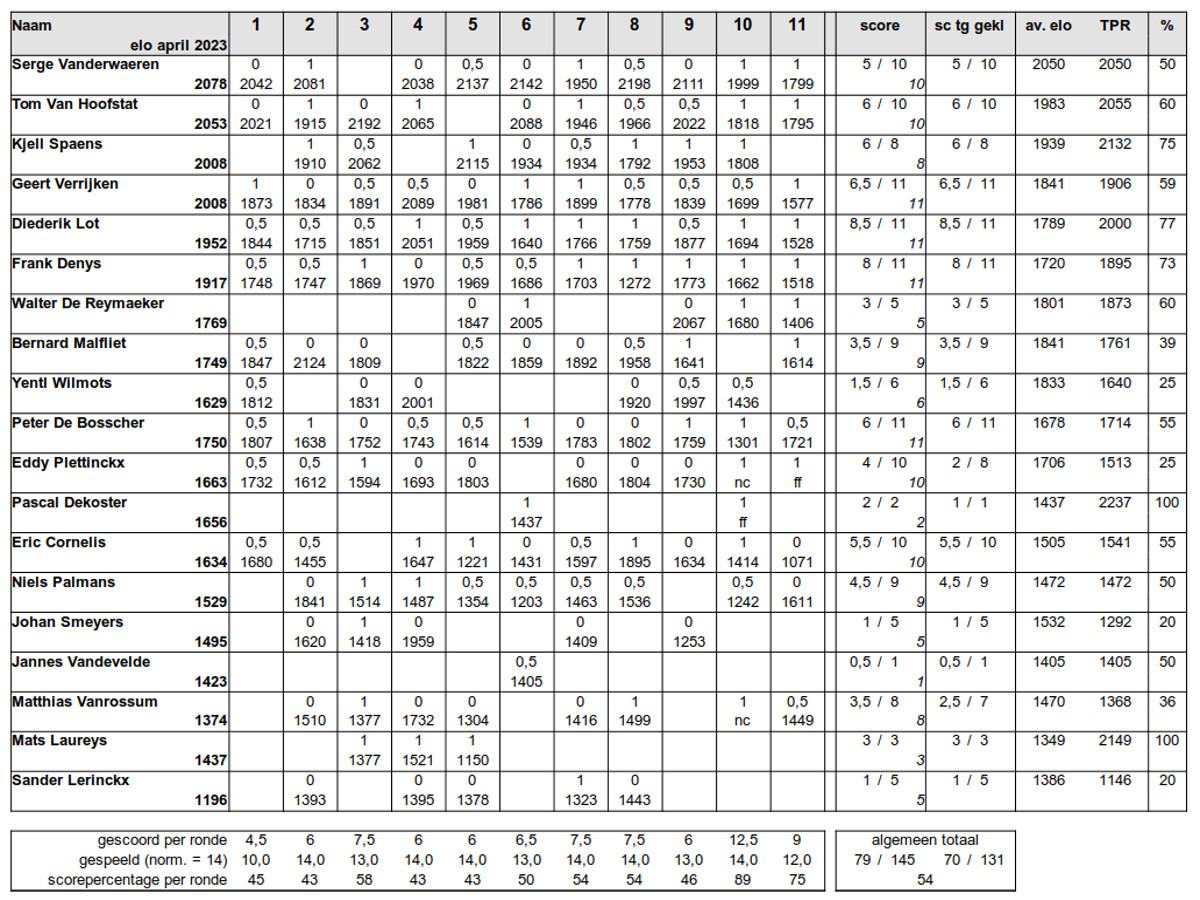 Naam 1 2 3 4 5 6 7 8 9 10 11 score sc tg gekl av. elo TPR %
elo april 2023
Serge Vanderwaeren 0 1 0 0,5 0 1 0,5 0 1 1 5 / 10 5 / 10 2050 2050 50
2078 2042 2081 2038 2137 2142 1950 2198 2111 1999 1799 10
Tom Van Hoofstat 0 1 0 1 0 1 0,5 0,5 1 1 6 / 10 6 / 10 1983 2055 60
2053 2021 1915 2192 2065 2088 1946 1966 2022 1818 1795 10
Kjell Spaens 1 0,5 1 0 0,5 1 1 1 6 / 8 6 / 8 1939 2132 75
2008 1910 2062 2115 1934 1934 1792 1953 1808 8
Geert Verrijken 1 0 0,5 0,5 0 1 1 0,5 0,5 0,5 1 6,5 / 11 6,5 / 11 1841 1906 59
2008 1873 1834 1891 2089 1981 1786 1899 1778 1839 1699 1577 11
Diederik Lot 0,5 0,5 0,5 1 0,5 1 1 1 0,5 1 1 8,5 / 11 8,5 / 11 1789 2000 77
1952 1844 1715 1851 2051 1959 1640 1766 1759 1877 1694 1528 11
Frank Denys 0,5 0,5 1 0 0,5 0,5 1 1 1 1 1 8 / 11 8 / 11 1720 1895 73
1917 1748 1747 1869 1970 1969 1686 1703 1272 1773 1662 1518 11
Walter De Reymaeker 0 1 0 1 1 3 / 5 3 / 5 1801 1873 60
1769 1847 2005 2067 1680 1406 5
Bernard Malfliet 0,5 0 0 0,5 0 0 0,5 1 1 3,5 / 9 3,5 / 9 1841 1761 39
1749 1847 2124 1809 1822 1859 1892 1958 1641 1614 9
Yentl Wilmots 0,5 0 0 0 0,5 0,5 1,5 / 6 1,5 / 6 1833 1640 25
1629 1812 1831 2001 1920 1997 1436 6
Peter De Bosscher 0,5 1 0 0,5 0,5 1 0 0 1 1 0,5 6 / 11 6 / 11 1678 1714 55
1750 1807 1638 1752 1743 1614 1539 1783 1802 1759 1301 1721 11
Eddy Plettinckx 0,5 0,5 1 0 0 0 0 0 1 1 4 / 10 2 / 8 1706 1513 25
1663 1732 1612 1594 1693 1803 1680 1804 1730 nc ff 10
Pascal Dekoster 1 1 2 / 2 1 / 1 1437 2237 100
1656 1437 ff 2
Eric Cornelis 0,5 0,5 1 1 0 0,5 1 0 1 0 5,5 / 10 5,5 / 10 1505 1541 55
1634 1680 1455 1647 1221 1431 1597 1895 1634 1414 1071 10
Niels Palmans 0 1 1 0,5 0,5 0,5 0,5 0,5 0 4,5 / 9 4,5 / 9 1472 1472 50
1529 1841 1514 1487 1354 1203 1463 1536 1242 1611 9
Johan Smeyers 0 1 0 0 0 1 / 5 1 / 5 1532 1292 20
1495 1620 1418 1959 1409 1253 5
Jannes Vandevelde 0,5 0,5 / 1 0,5 / 1 1405 1405 50
1423 1405 1
Matthias Vanrossum 0 1 0 0 0 1 1 0,5 3,5 / 8 2,5 / 7 1470 1368 36
1374 1510 1377 1732 1304 1416 1499 nc 1449 8
Mats Laureys 1 1 1 3 / 3 3 / 3 1349 2149 100
1437 1377 1521 1150 3
Sander Lerinckx 0 0 0 1 0 1 / 5 1 / 5 1386 1146 20
1196 1393 1395 1378 1323 1443 5
gescoord per ronde 4,5 6 7,5 6 6 6,5 7,5 7,5 6 12,5 9 algemeen totaal
gespeeld (norm. = 14) 10,0 14,0 13,0 14,0 14,0 13,0 14,0 14,0 13,0 14,0 12,0 79 / 145 70 / 131
scorepercentage per ronde 45 43 58 43 43 50 54 54 46 89 75 54